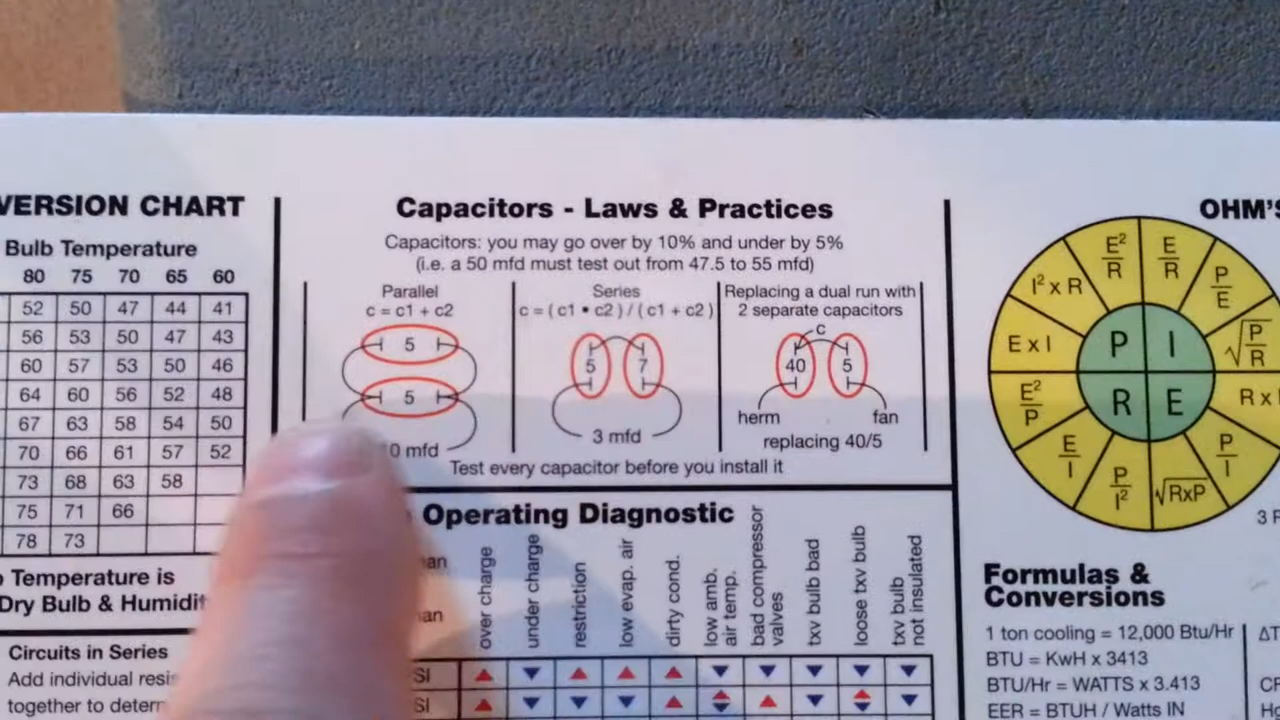 VERSION CHART
Bulb Temperature
80 75 70 65 60
52 50 47 44 41
56 53 50 47 43
60 57 53 50 46
64 60 56 52 48
67 63 58 54 50
70 66 61 57 52
73 68 63 58
75 71 66
78 73
Temperature is
Dry Bulb & Humidit
Circuits in Series
Add individual resi
together to deter
Capacitors - Laws & Practices
Capacitors: you may go over by 10% and under by 5%
(i.e. a 50 mfd must test out from 47.5 to 55 mfd)
Parallel
c = c1 + c2
5
5
0 mfd
Series
c = ( c1 • c2 ) / ( c1 + c2 )
5 7
3 mfd
Replacing a dual run with
2 separate capacitors
C
40 5
herm fan
replacing 40/5
Test every capacitor before you install it
Operating Diagnostic
an
an
over charge
under charge
restriction
low evap. air
dirty cond.
low amb.
air temp.
bad compressor
valves
txv bulb bad
loose txv bulb
txv bulb
not insulated
SI
SI
OHM'S
E²/R
E/R
P/E
√P/R
R x I
P/I
√RxP
P/I²
E/I
E²/P
E x I
I² x R
P I
R E
3 P
Formulas &
Conversions
1 ton cooling = 12,000 Btu/Hr
BTU = KwH x 3413
BTU/Hr = WATTS x 3.413
EER = BTUH / Watts IN
ΔT
CF
Ho